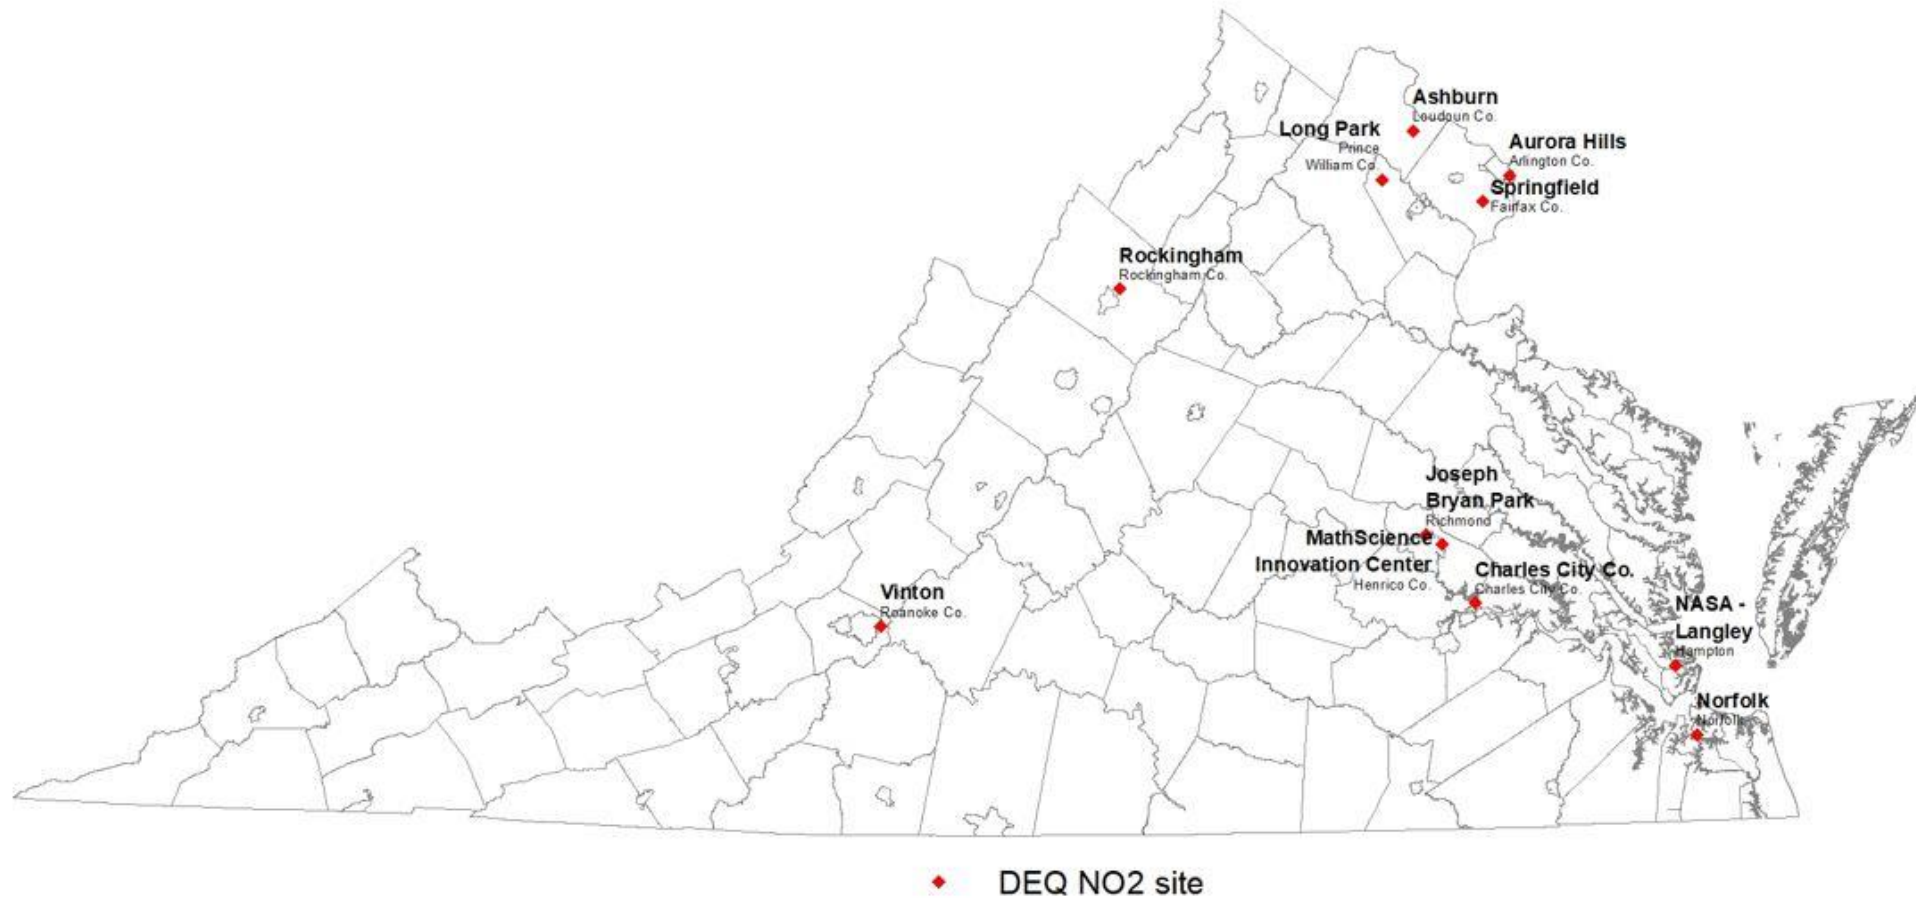 Ashburn
Loudoun Co.
Long Park
Prince
William Co.
Aurora Hills
Arlington Co.
Springfield
Fairfax Co.
Rockingham
Rockingham Co.
Joseph
Bryan Park
Richmond
MathScience
Innovation Center
Henrico Co.
Charles City Co.
Charles City Co.
Vinton
Roanoke Co.
NASA -
Langley
Hampton
Norfolk
Norfolk
DEQ NO2 site